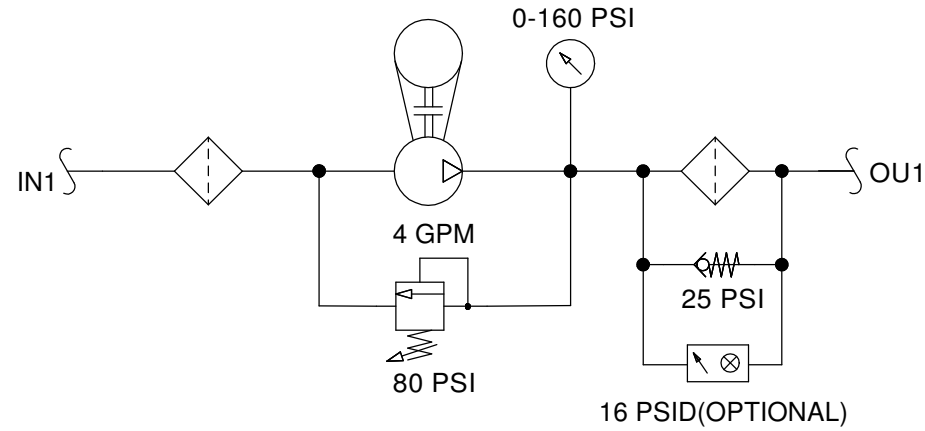 0-160 PSI
IN1
OU1
4 GPM
25 PSI
80 PSI
16 PSID(OPTIONAL)